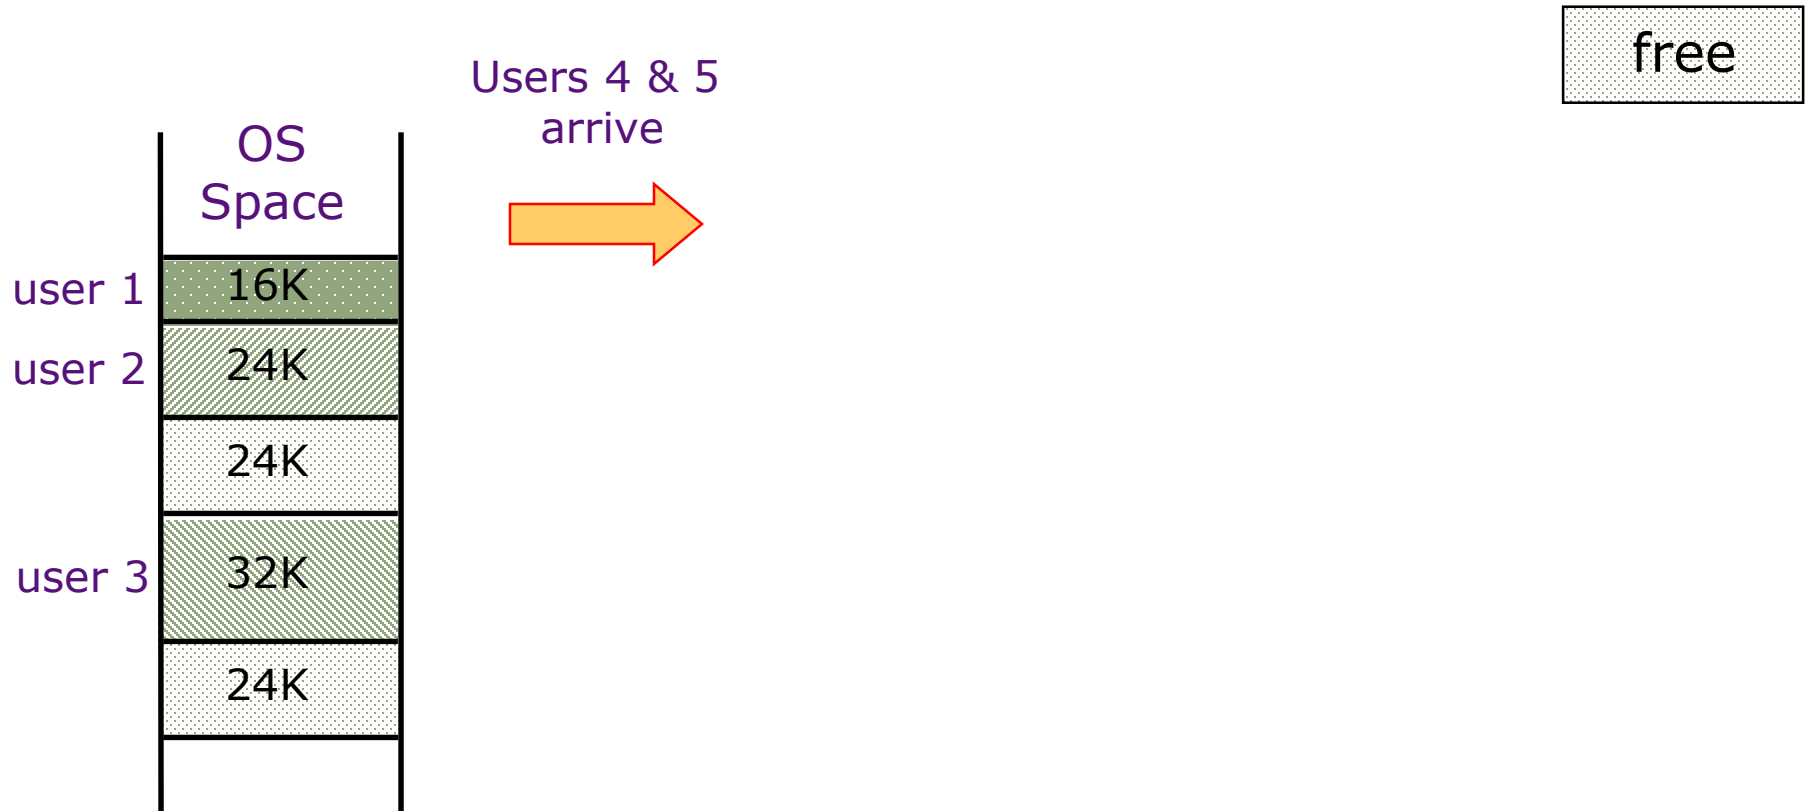 free
Users 4 & 5
arrive
OS
Space
user 1
16K
user 2
24K
24K
user 3
32K
24K